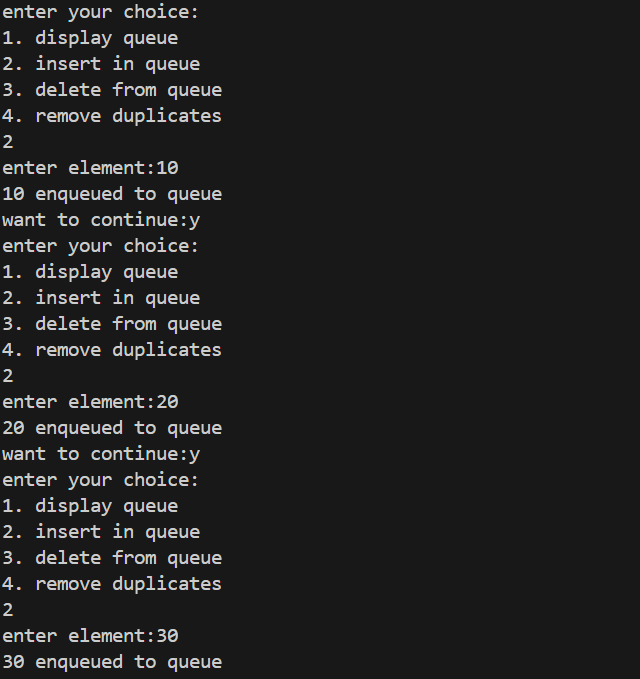 enter your choice:
1. display queue
2. insert in queue
3. delete from queue
4. remove duplicates
2
enter element:10
10 enqueued to queue
want to continue:y
enter your choice:
1. display queue
2. insert in queue
3. delete from queue
4. remove duplicates
2
enter element:20
20 enqueued to queue
want to continue:y
enter your choice:
1. display queue
2. insert in queue
3. delete from queue
4. remove duplicates
2
enter element:30
30 enqueued to queue